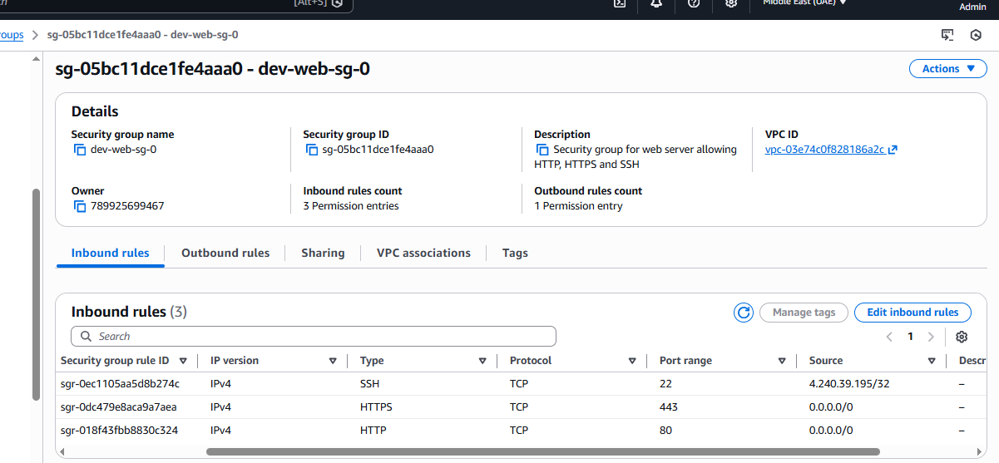 [Alt+S]
Middle East (UAE)
Admin
oups > sg-05bc11dce1fe4aaa0 - dev-web-sg-0
sg-05bc11dce1fe4aaa0 - dev-web-sg-0
Actions
Details
Security group name Security group ID Description VPC ID
dev-web-sg-0 sg-05bc11dce1fe4aaa0 Security group for web server allowing vpc-03e74c0f828186a2c
HTTP, HTTPS and SSH
Owner Inbound rules count Outbound rules count
789925699467 3 Permission entries 1 Permission entry
Inbound rules Outbound rules Sharing VPC associations Tags
Inbound rules (3) Manage tags Edit inbound rules
Search 1
Security group rule ID IP version Type Protocol Port range Source Descr
sgr-0ec1105aa5d8b274c IPv4 SSH TCP 22 4.240.39.195/32 –
sgr-0dc479e8aca9a7aea IPv4 HTTPS TCP 443 0.0.0.0/0 –
sgr-018f43fbb8830c324 IPv4 HTTP TCP 80 0.0.0.0/0 –